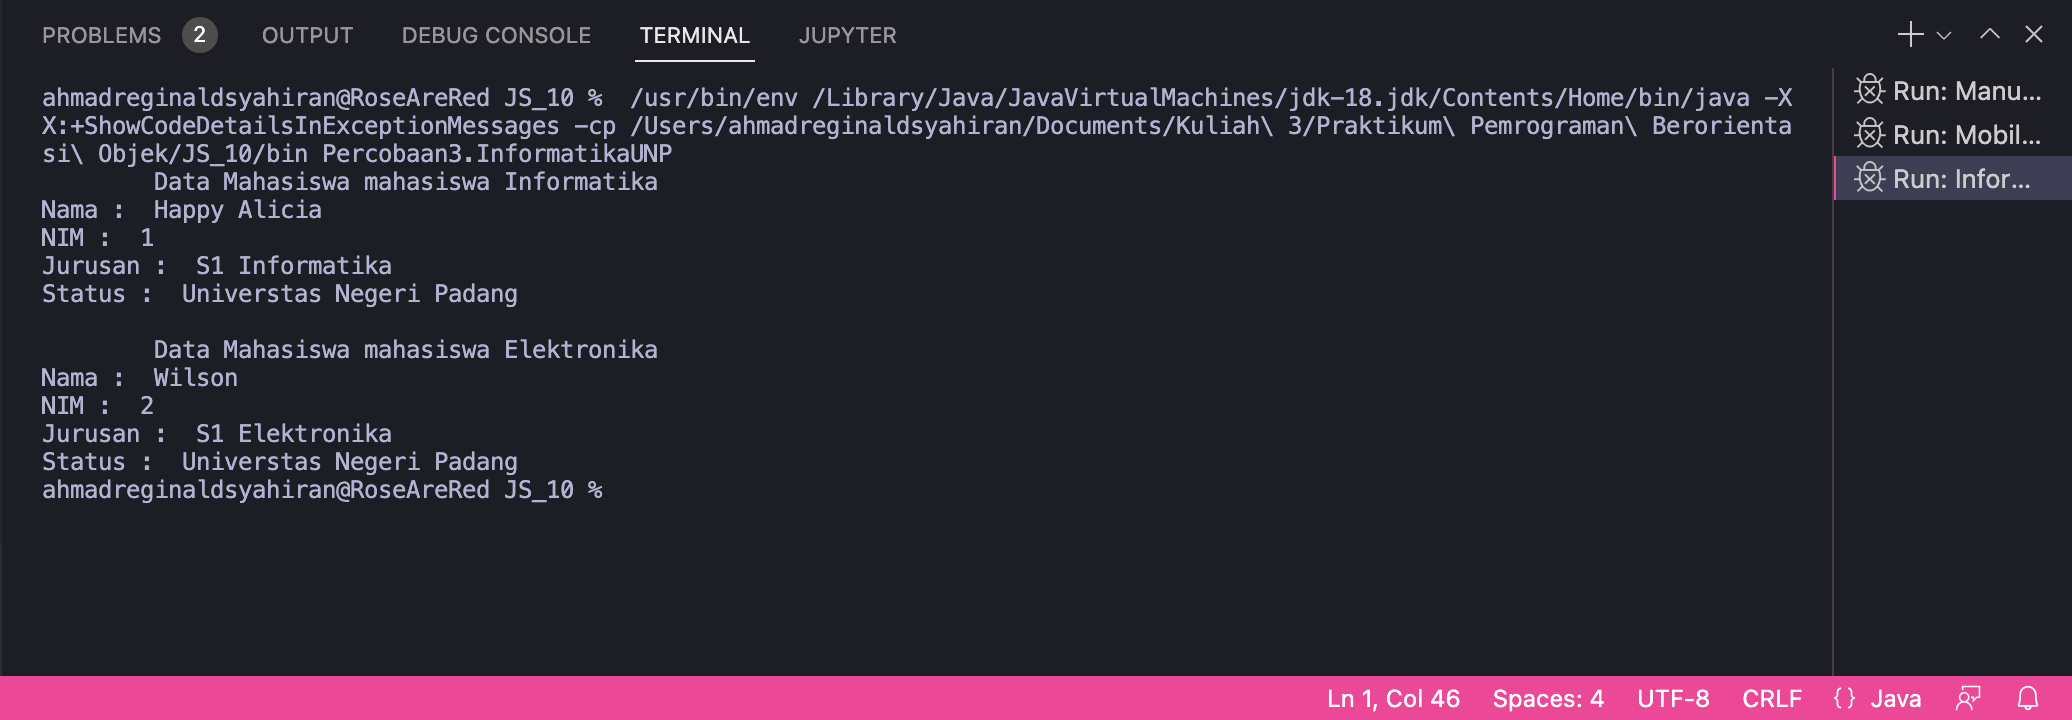 PROBLEMS 2 OUTPUT DEBUG CONSOLE TERMINAL JUPYTER
ahmadreginaldsyahiran@RoseAreRed JS_10 %  /usr/bin/env /Library/Java/JavaVirtualMachines/jdk-18.jdk/Contents/Home/bin/java -X
X:+ShowCodeDetailsInExceptionMessages -cp /Users/ahmadreginaldsyahiran/Documents/Kuliah\ 3/Praktikum\ Pemrograman\ Berorienta
si\ Objek/JS_10/bin Percobaan3.InformatikaUNP
Data Mahasiswa mahasiswa Informatika
Nama :  Happy Alicia
NIM :  1
Jurusan :  S1 Informatika
Status :  Universtas Negeri Padang
Data Mahasiswa mahasiswa Elektronika
Nama :  Wilson
NIM :  2
Jurusan :  S1 Elektronika
Status :  Universtas Negeri Padang
ahmadreginaldsyahiran@RoseAreRed JS_10 %
Run: Manu...
Run: Mobil...
Run: Infor...
Ln 1, Col 46 Spaces: 4 UTF-8 CRLF {} Java